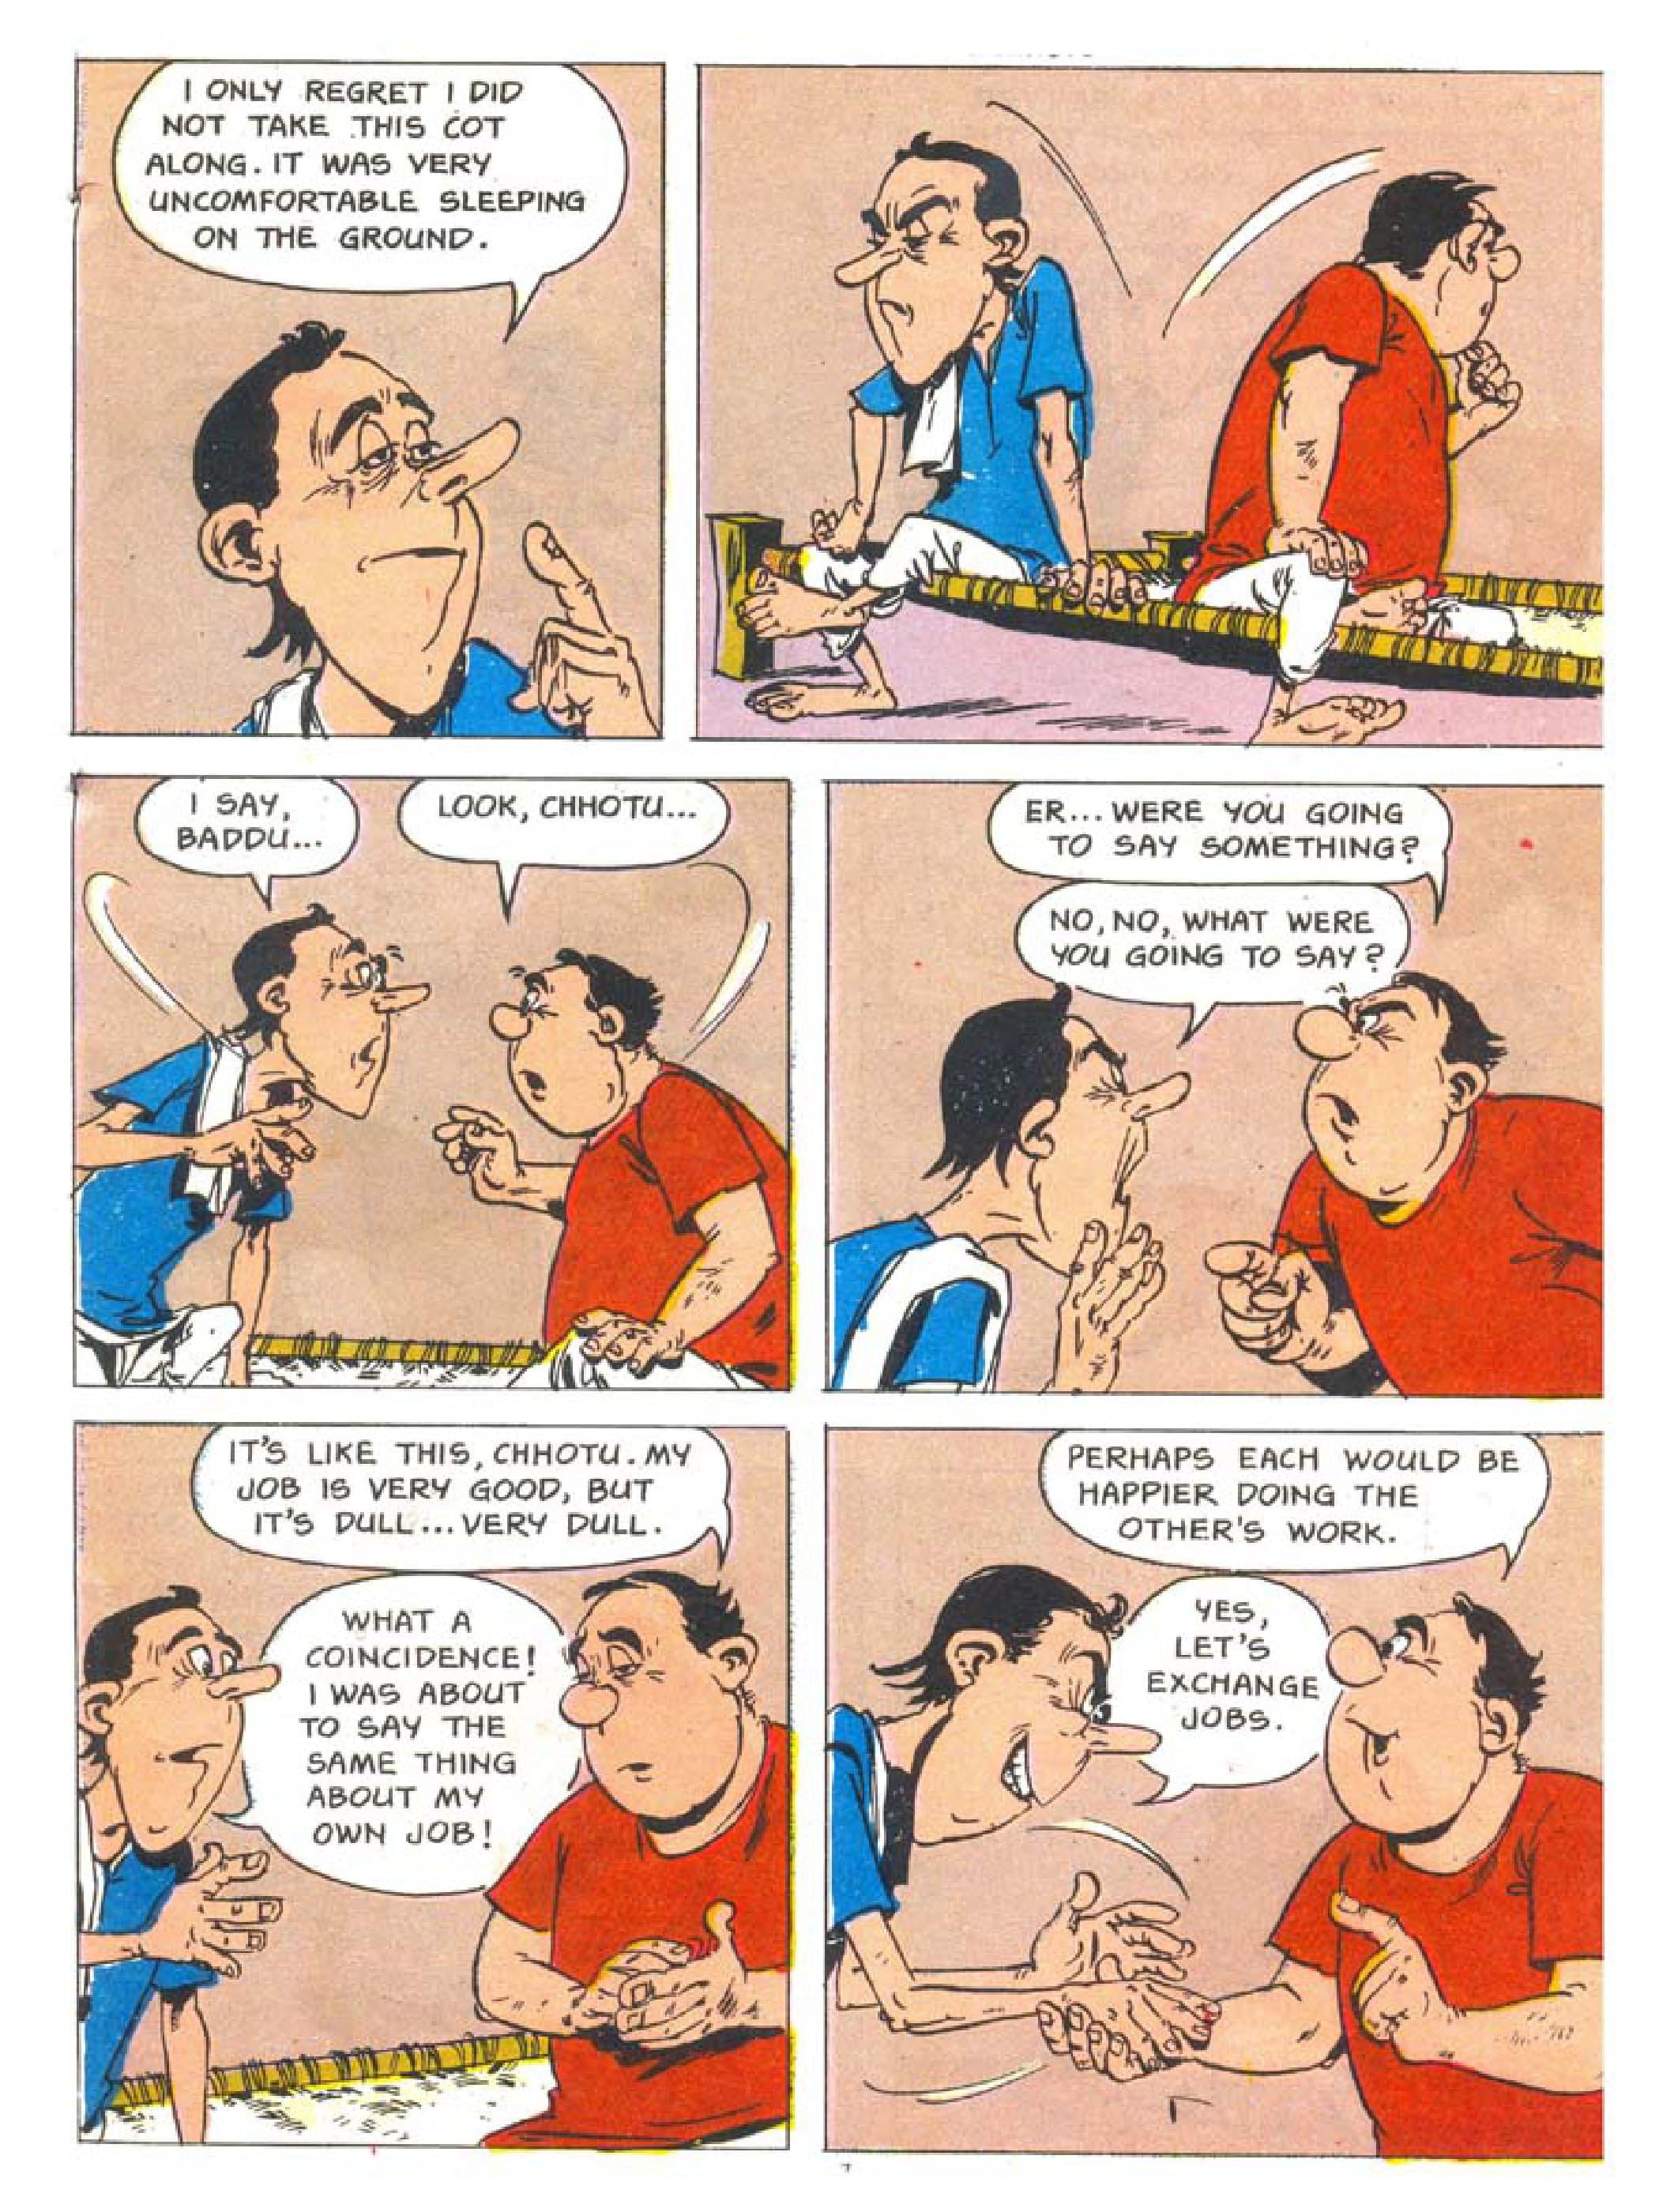 I ONLY REGRET I DID
NOT TAKE THIS COT
ALONG. IT WAS VERY
UNCOMFORTABLE SLEEPING
ON THE GROUND.
I SAY,
BADDU...
LOOK, CHHOTU...
ER... WERE YOU GOING
TO SAY SOMETHING?
NO, NO, WHAT WERE
YOU GOING TO SAY?
IT'S LIKE THIS, CHHOTU. MY
JOB IS VERY GOOD, BUT
IT'S DULL... VERY DULL.
WHAT A
COINCIDENCE!
I WAS ABOUT
TO SAY THE
SAME THING
ABOUT MY
OWN JOB!
PERHAPS EACH WOULD BE
HAPPIER DOING THE
OTHER'S WORK.
YES,
LET'S
EXCHANGE
JOBS.